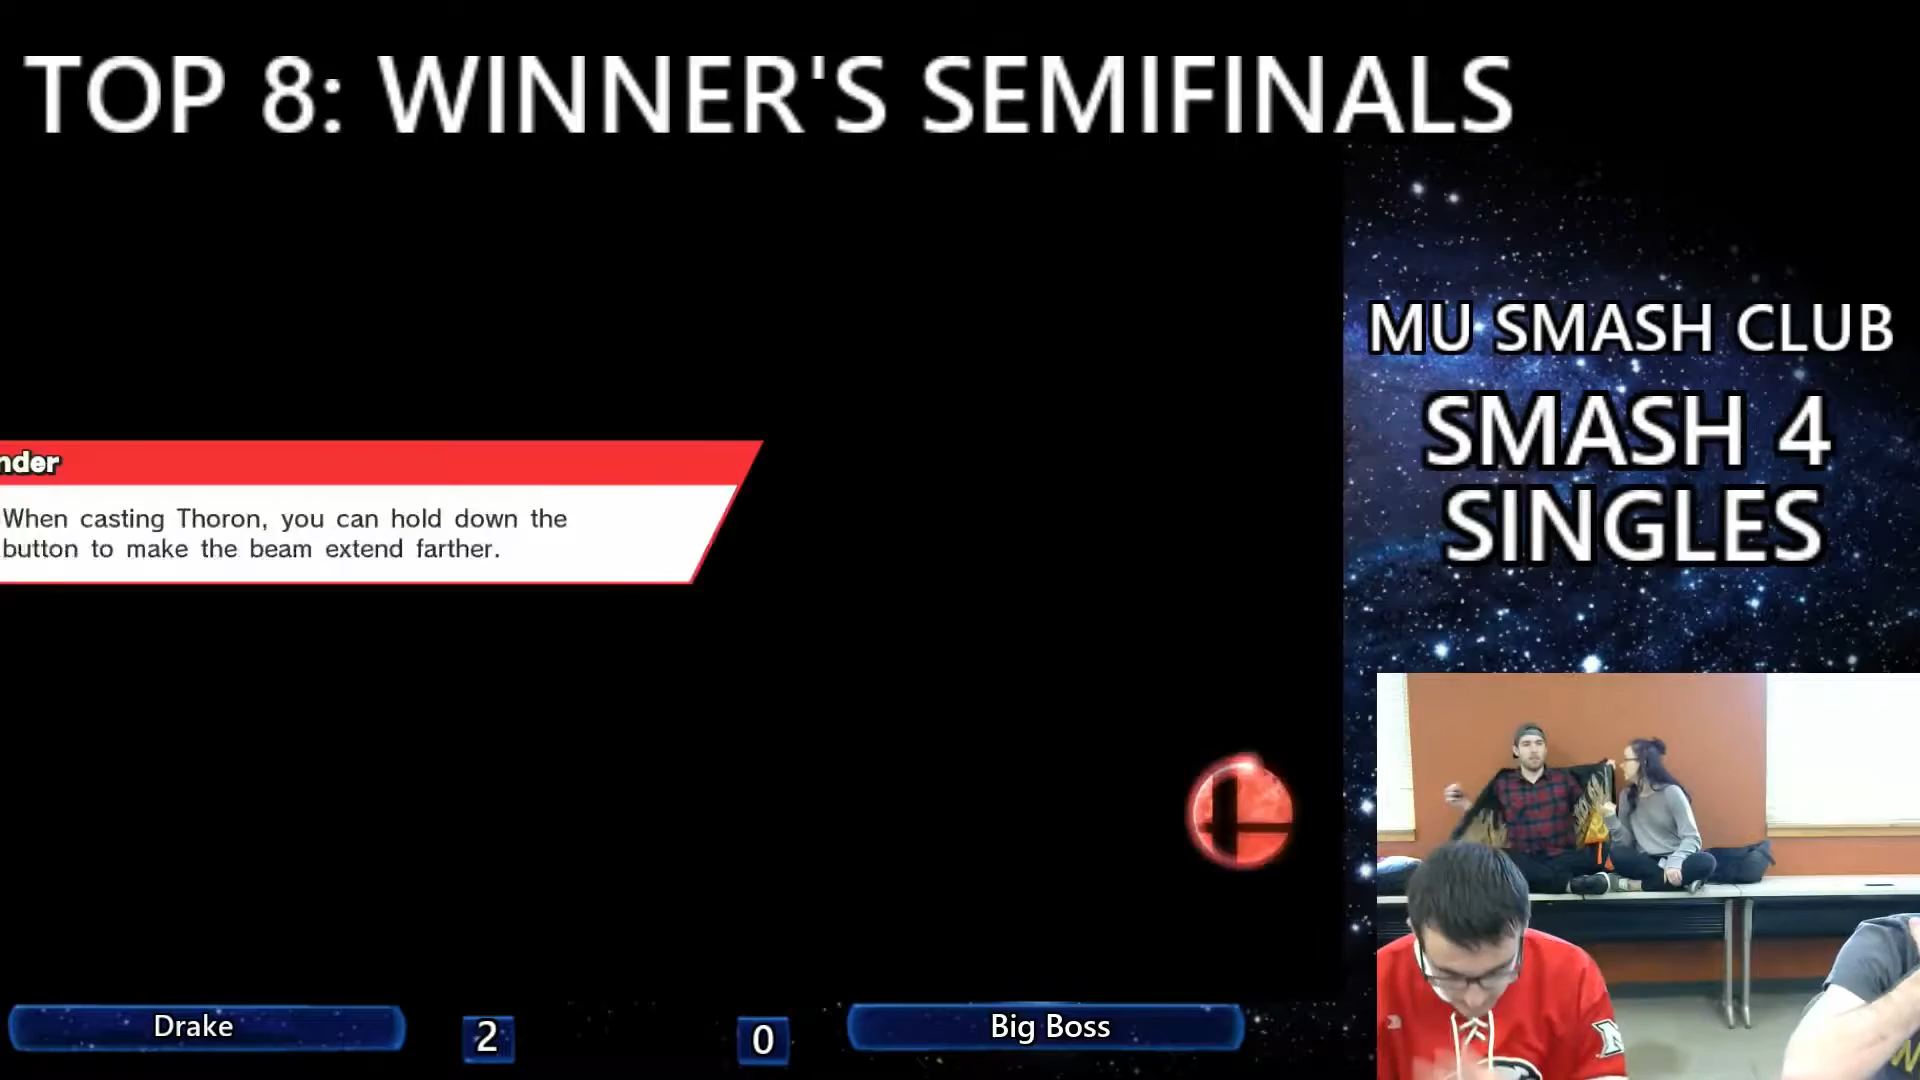 TOP 8: WINNER'S SEMIFINALS
MU SMASH CLUB
SMASH 4
SINGLES
nder
When casting Thoron, you can hold down the
button to make the beam extend farther.
Drake
2
0
Big Boss
N